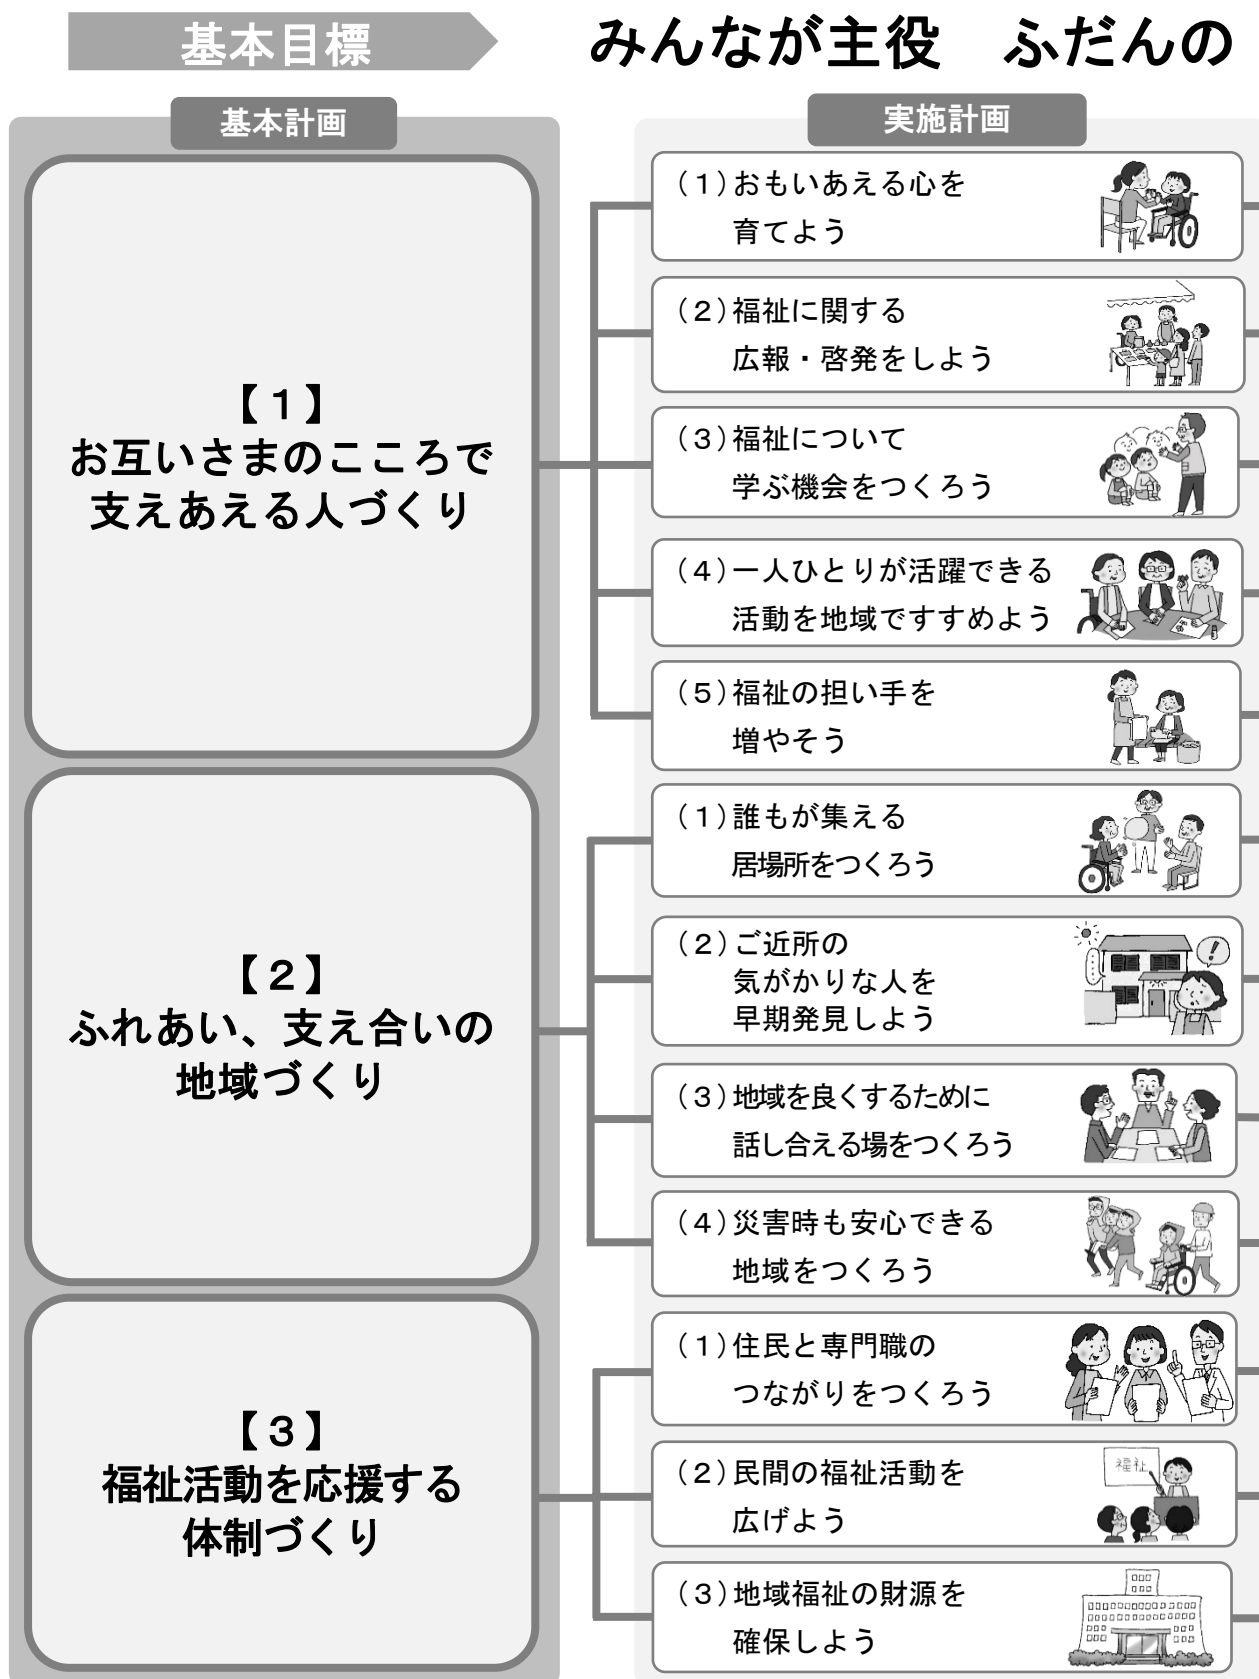 基本目標
みんなが主役　ふだんの
基本計画
実施計画
【１】
お互いさまのこころで
支えあえる人づくり
（１）おもいあえる心を
育てよう
（２）福祉に関する
広報・啓発をしよう
（３）福祉について
学ぶ機会をつくろう
（４）一人ひとりが活躍できる
活動を地域ですすめよう
（５）福祉の担い手を
増やそう
【２】
ふれあい、支え合いの
地域づくり
（１）誰もが集える
居場所をつくろう
（２）ご近所の
気がかりな人を
早期発見しよう
！
（３）地域を良くするために
話し合える場をつくろう
（４）災害時も安心できる
地域をつくろう
【３】
福祉活動を応援する
体制づくり
（１）住民と専門職の
つながりをつくろう
（２）民間の福祉活動を
広げよう
福祉
（３）地域福祉の財源を
確保しよう